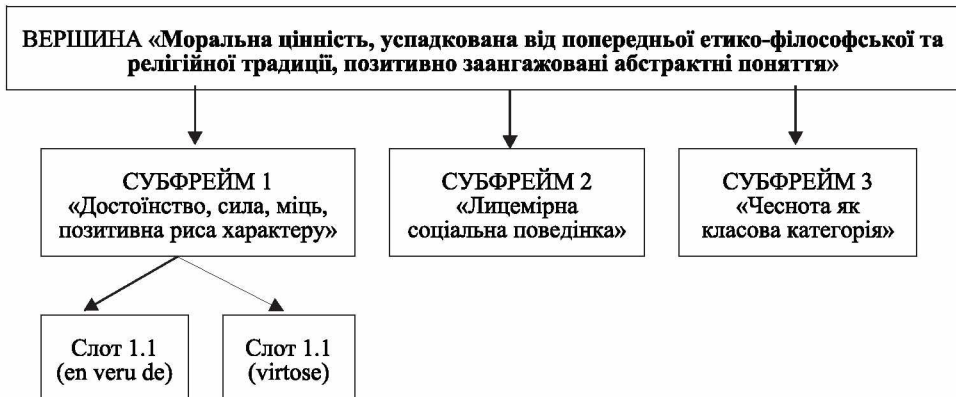 ВЕРШИНА «Моральна цінність, успадкована від попередньої етико-філософської та
релігійної традиції, позитивно заангажовані абстрактні поняття»
СУБФРЕЙМ 1
«Достоїнство, сила, міць,
позитивна риса характеру»
СУБФРЕЙМ 2
«Лицемірна
соціальна поведінка»
СУБФРЕЙМ 3
«Чеснота як
класова категорія»
Слот 1.1
(en veru de)
Слот 1.1
(virtose)